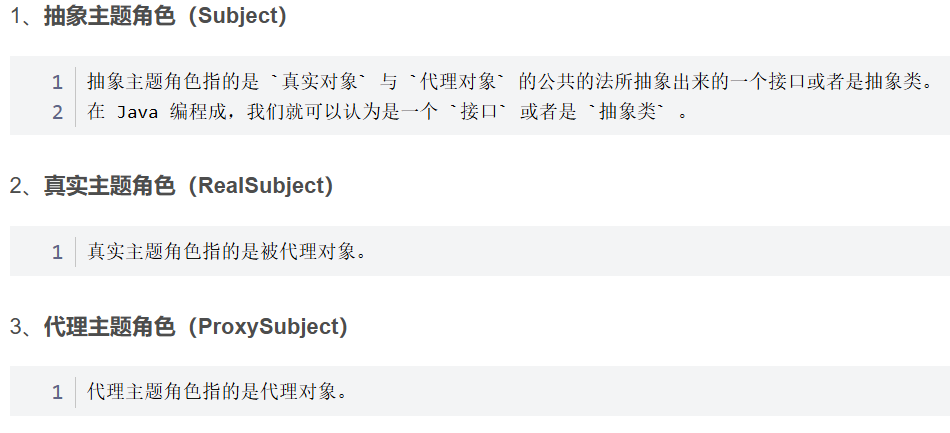 1、抽象主题角色（Subject）
1 抽象主题角色指的是 `真实对象` 与 `代理对象` 的公共的法所抽象出来的一个接口或者是抽象类。
2 在 Java 编程成，我们就可以认为是一个 `接口` 或者是 `抽象类` 。
2、真实主题角色（RealSubject）
1 真实主题角色指的是被代理对象。
3、代理主题角色（ProxySubject）
1 代理主题角色指的是代理对象。